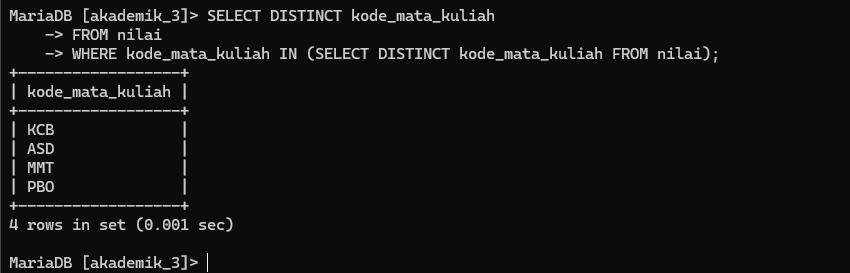 MariaDB [akademik_3]> SELECT DISTINCT kode_mata_kuliah
    -> FROM nilai
    -> WHERE kode_mata_kuliah IN (SELECT DISTINCT kode_mata_kuliah FROM nilai);
+------------------+
| kode_mata_kuliah |
+------------------+
| KCB              |
| ASD              |
| MMT              |
| PBO              |
+------------------+
4 rows in set (0.001 sec)
MariaDB [akademik_3]>